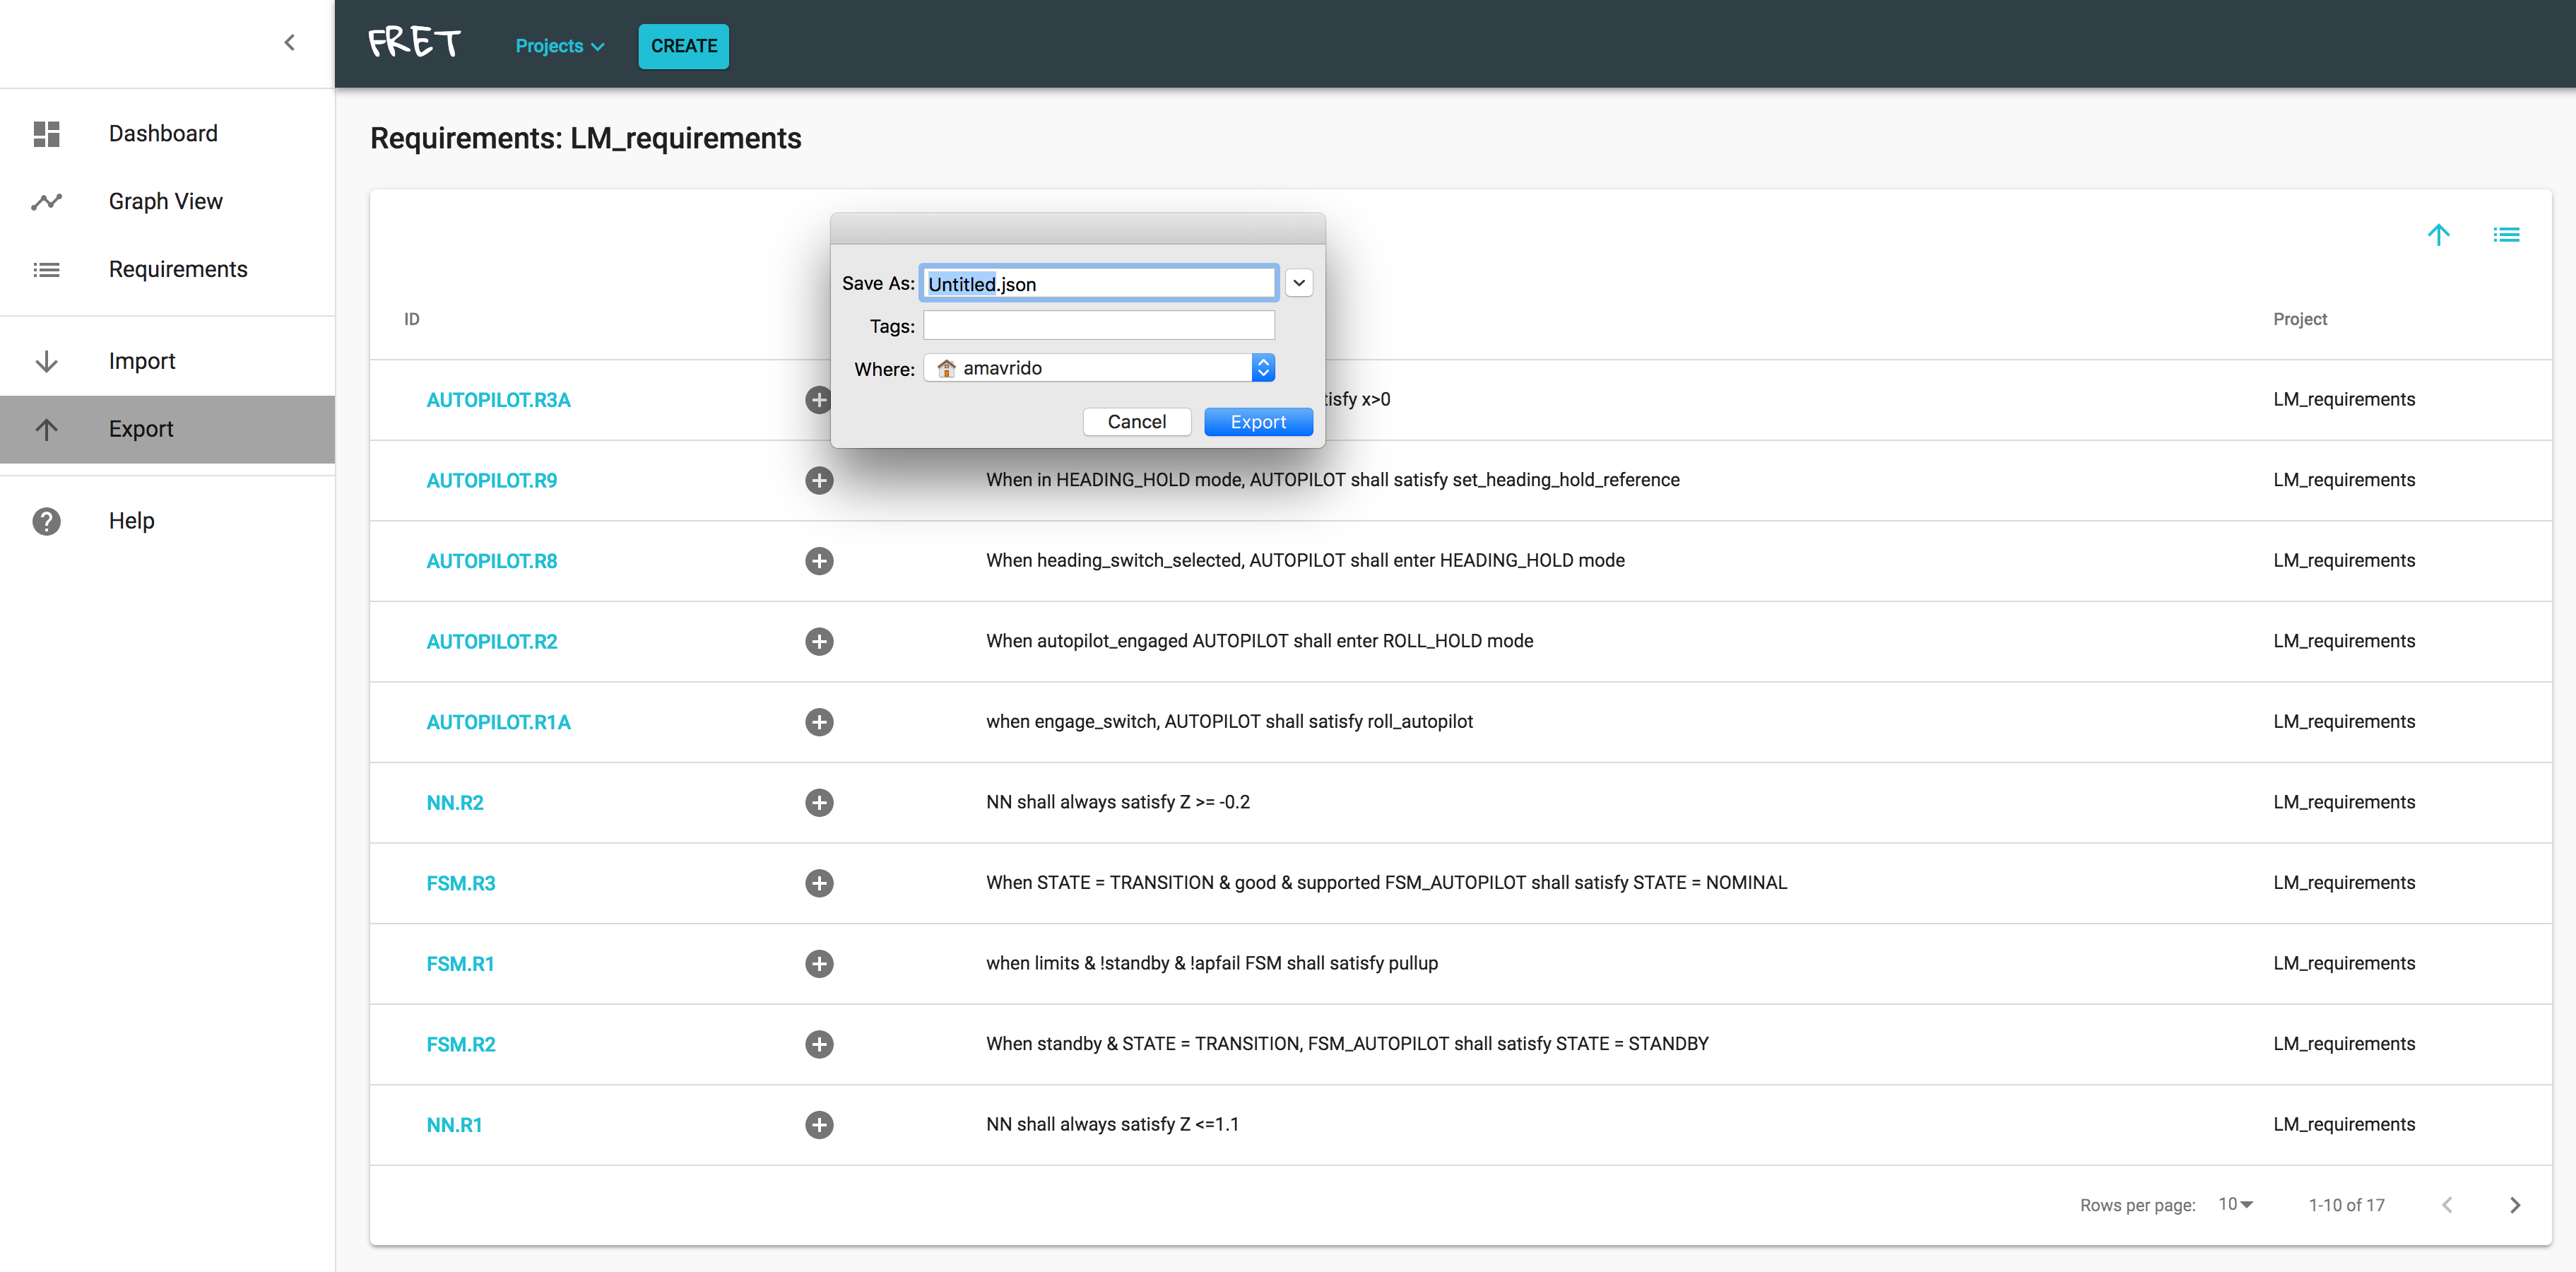 FRET
Projects
CREATE
Dashboard
Graph View
Requirements
Import
Export
Help
Requirements: LM_requirements
Save As: Untitled.json
Tags:
Where: amavrido
Cancel Export
ID Project
AUTOPILOT.R3A x>0 LM_requirements
AUTOPILOT.R9 When in HEADING_HOLD mode, AUTOPILOT shall satisfy set_heading_hold_reference LM_requirements
AUTOPILOT.R8 When heading_switch_selected, AUTOPILOT shall enter HEADING_HOLD mode LM_requirements
AUTOPILOT.R2 When autopilot_engaged AUTOPILOT shall enter ROLL_HOLD mode LM_requirements
AUTOPILOT.R1A when engage_switch, AUTOPILOT shall satisfy roll_autopilot LM_requirements
NN.R2 NN shall always satisfy Z >= -0.2 LM_requirements
FSM.R3 When STATE = TRANSITION & good & supported FSM_AUTOPILOT shall satisfy STATE = NOMINAL LM_requirements
FSM.R1 when limits & !standby & !apfail FSM shall satisfy pullup LM_requirements
FSM.R2 When standby & STATE = TRANSITION, FSM_AUTOPILOT shall satisfy STATE = STANDBY LM_requirements
NN.R1 NN shall always satisfy Z <=1.1 LM_requirements
Rows per page: 10 1-10 of 17